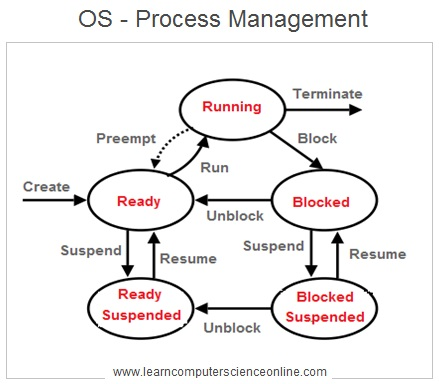 OS - Process Management
Running
Terminate
Preempt
Block
Run
Create
Ready
Blocked
Unblock
Suspend
Resume
Suspend
Resume
Ready
Suspended
Blocked
Suspended
Unblock
www.learncomputerscienceonline.com